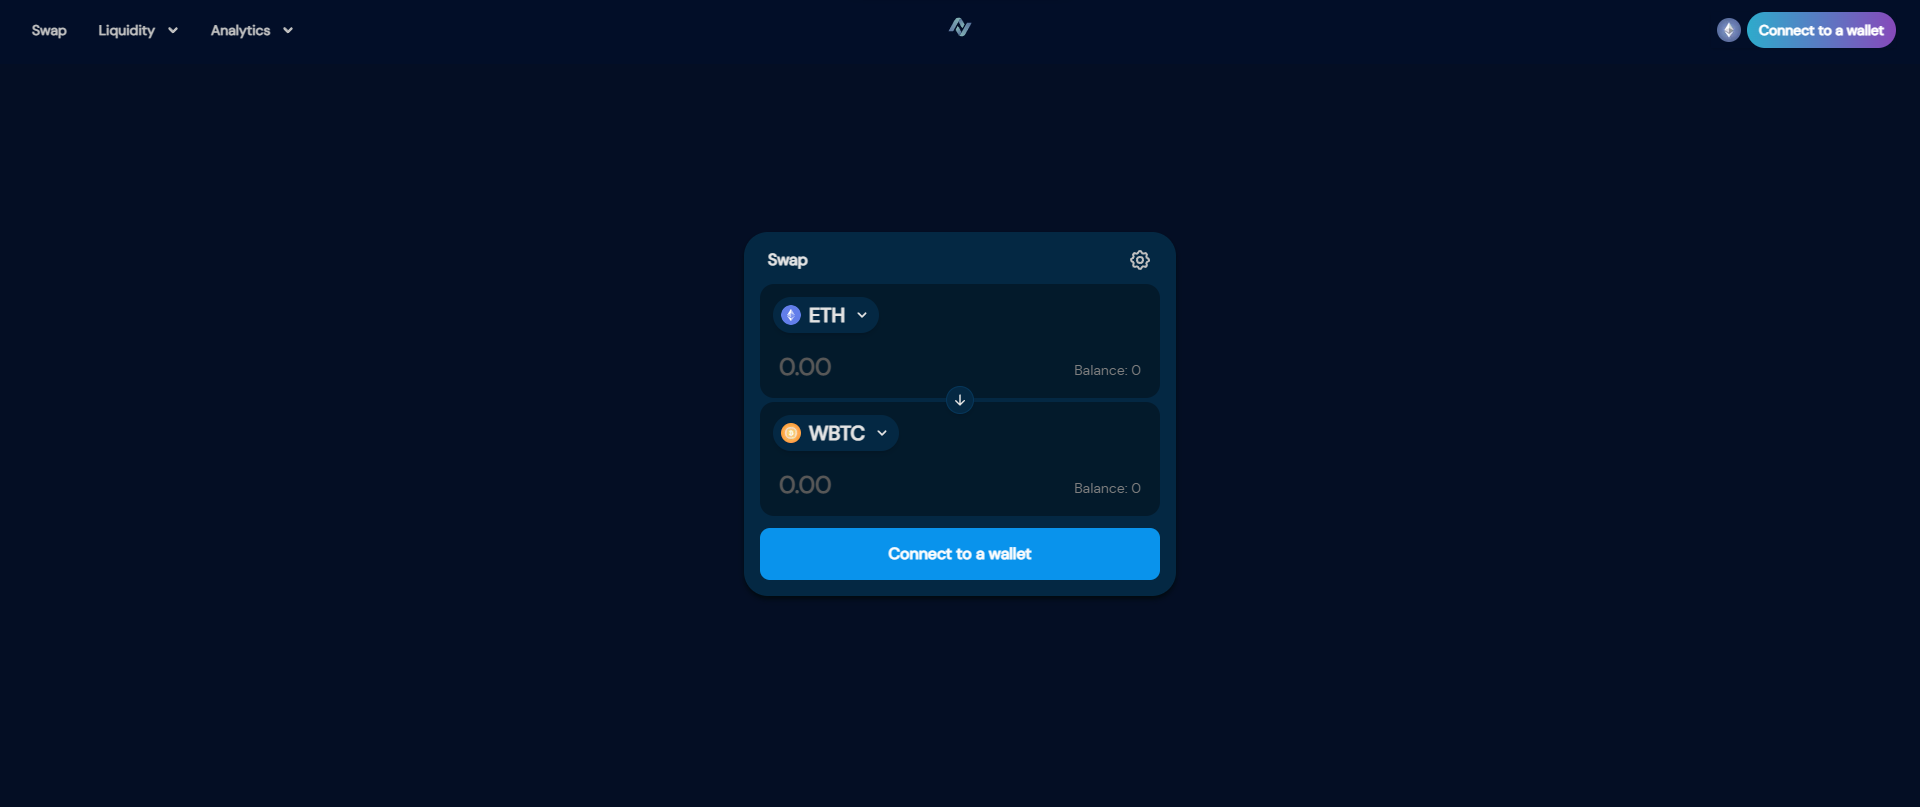 Swap Liquidity Analytics Connect to a wallet
Swap
ETH
0.00 Balance: 0
WBTC
0.00 Balance: 0
Connect to a wallet